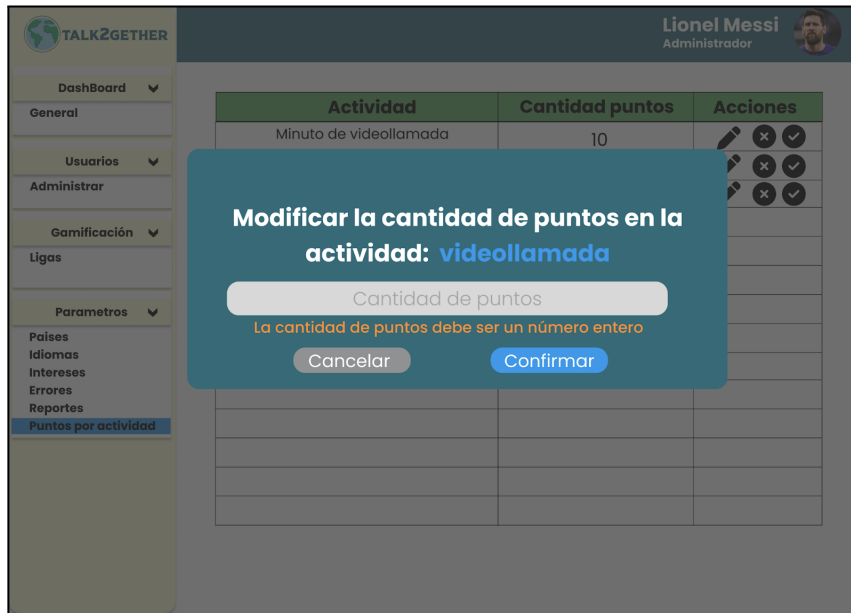 TALK2GETHER
Lionel Messi
Administrador
DashBoard
General
Usuarios
Administrar
Gamificación
Ligas
Parametros
Paises
Idiomas
Intereses
Errores
Reportes
Puntos por actividad
Actividad Cantidad puntos Acciones
Minuto de videollamada 10
Modificar la cantidad de puntos en la
actividad: videollamada
Cantidad de puntos
La cantidad de puntos debe ser un número entero
Cancelar Confirmar